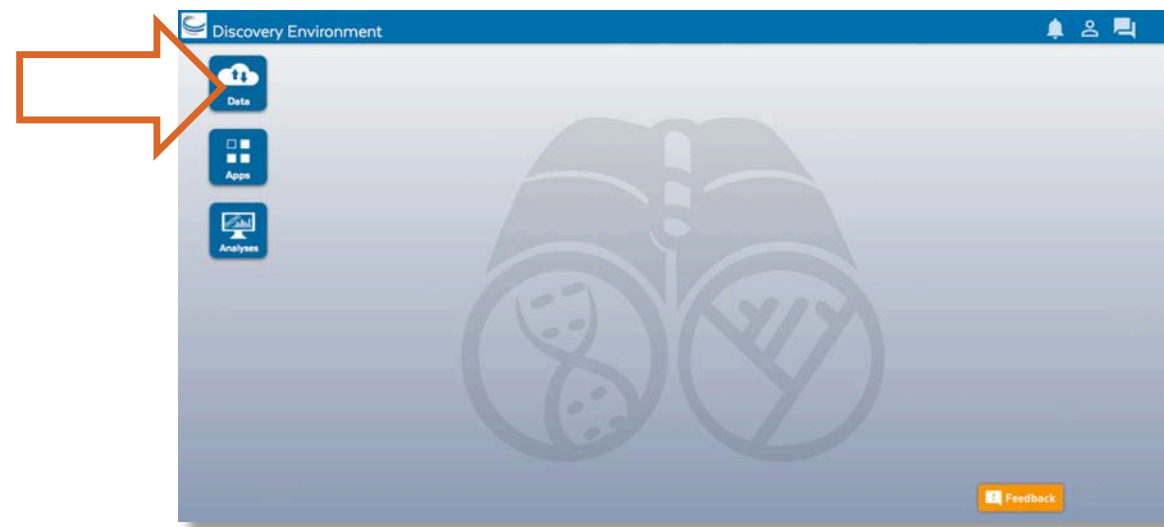 Discovery Environment
Data
Apps
Analyses
Feedback